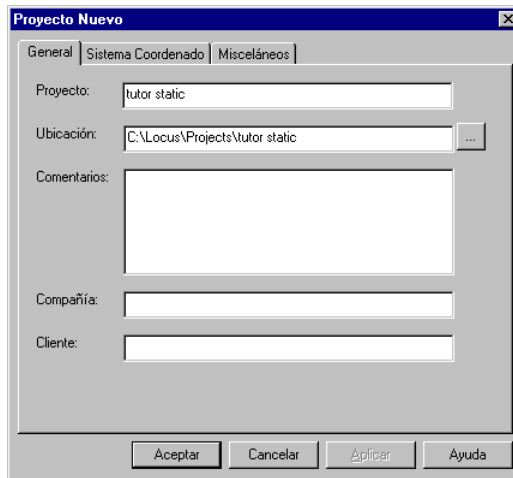 Proyecto Nuevo
General Sistema Coordenado Misceláneos
Proyecto: tutor static
Ubicación: C:\Locus\Projects\tutor static ...
Comentarios:
Compañía:
Cliente:
Aceptar Cancelar Aplicar Ayuda